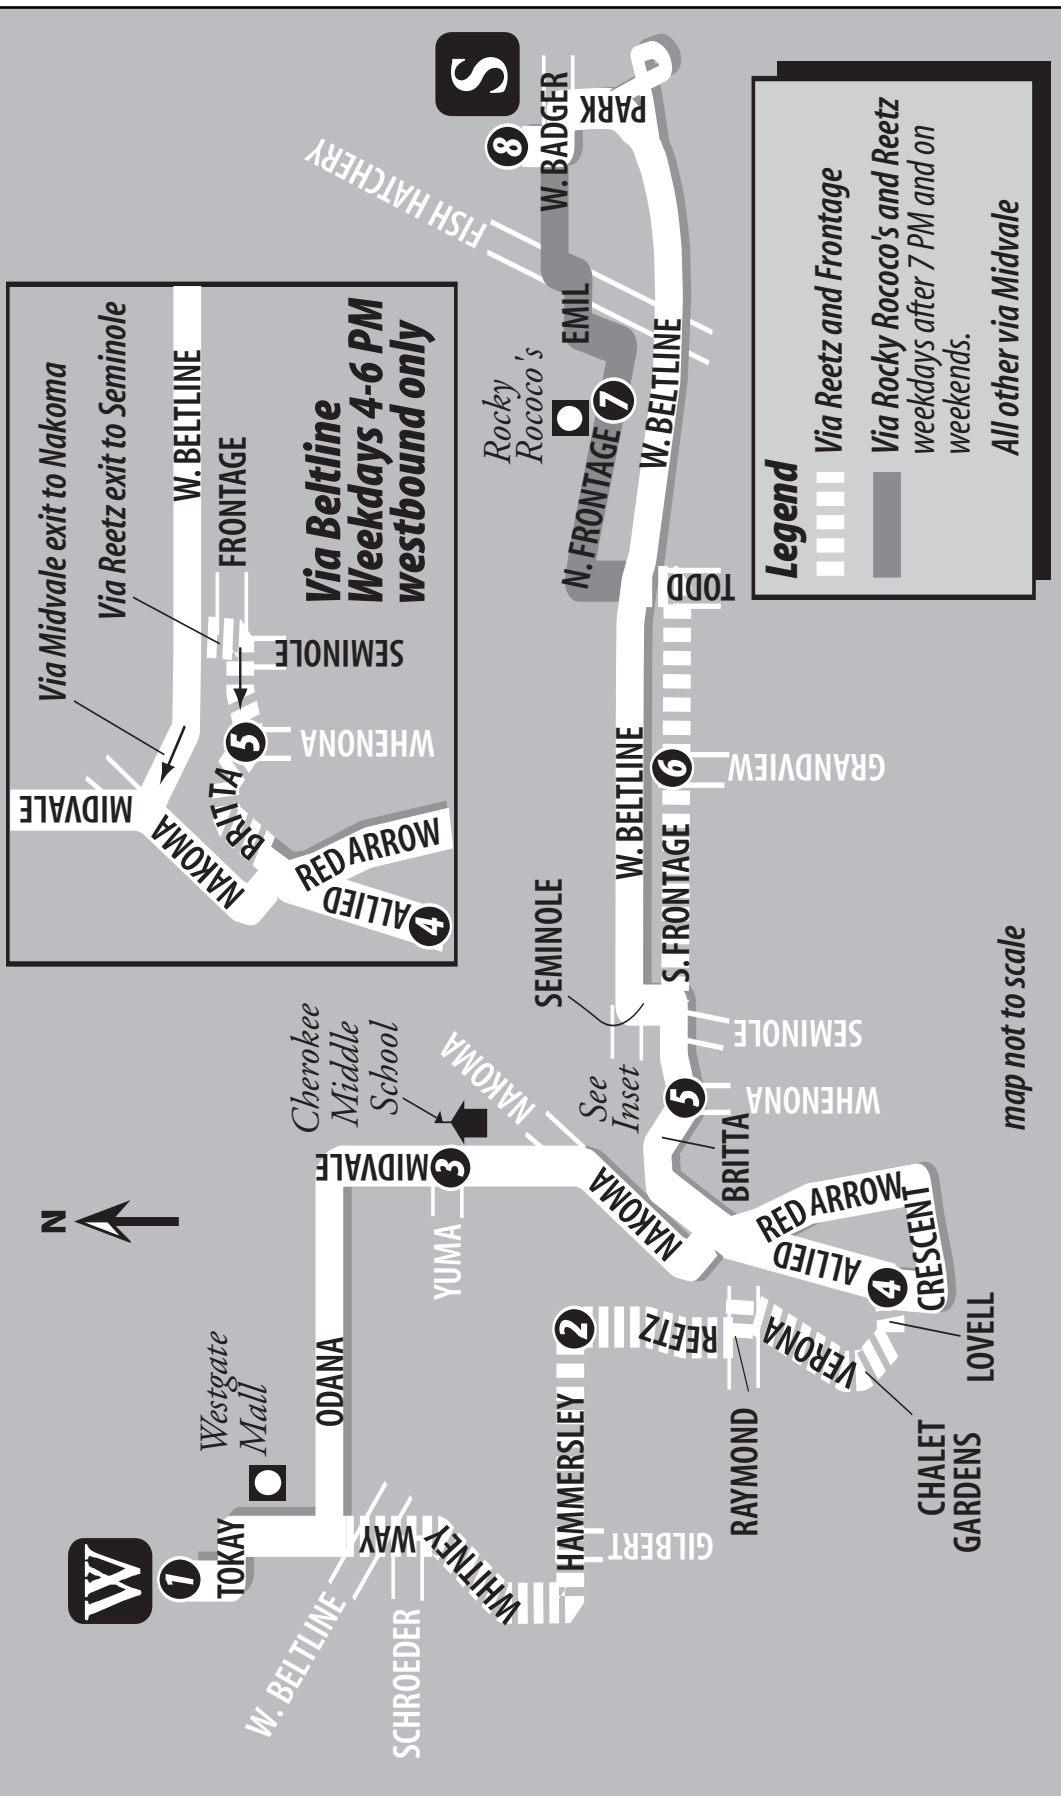 W
1
TOKAY
Westgate
Mall
ODANA
W. BELTLINE
SCHROEDER
WHITNEY
WAY
HAMMERSLEY
GILBERT
2
REETZ
RAYMOND
VERONA
CHALET
GARDENS
LOVELL
N
Cherokee
Middle
School
MIDVALE
3
YUMA
NAKOMA
NAKOMA
See
Inset
SEMINOLE
BRITTA
5
WHENONA
SEMINOLE
RED ARROW
ALLIED
4
CRESCENT
S. FRONTAGE
W. BELTLINE
6
GRANDVIEW
TODD
N. FRONTAGE
7
Rocky
Rococo's
EMIL
W. BELTLINE
FISH HATCHERY
W. BADGER
8
PARK
S
map not to scale
Via Midvale exit to Nakoma
Via Reetz exit to Seminole
W. BELTLINE
FRONTAGE
SEMINOLE
WHENONA
5
MIDVALE
NAKOMA
BRITTA
RED ARROW
ALLIED
4
Via Beltline
Weekdays 4-6 PM
westbound only
Legend
Via Reetz and Frontage
Via Rocky Rococo's and Reetz
weekdays after 7 PM and on
weekends.
All other via Midvale